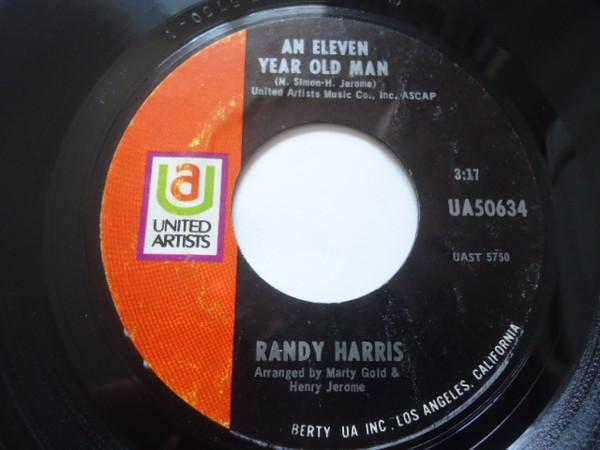 AN ELEVEN
YEAR OLD MAN
(N. Simon-H. Jerome)
United Artists Music Co., Inc. ASCAP
3:17
UA50634
UAST 5750
ua
UNITED
ARTISTS
RANDY HARRIS
Arranged by Marty Gold &
Henry Jerome
BERTY UA INC. LOS ANGELES, CALIFORNIA